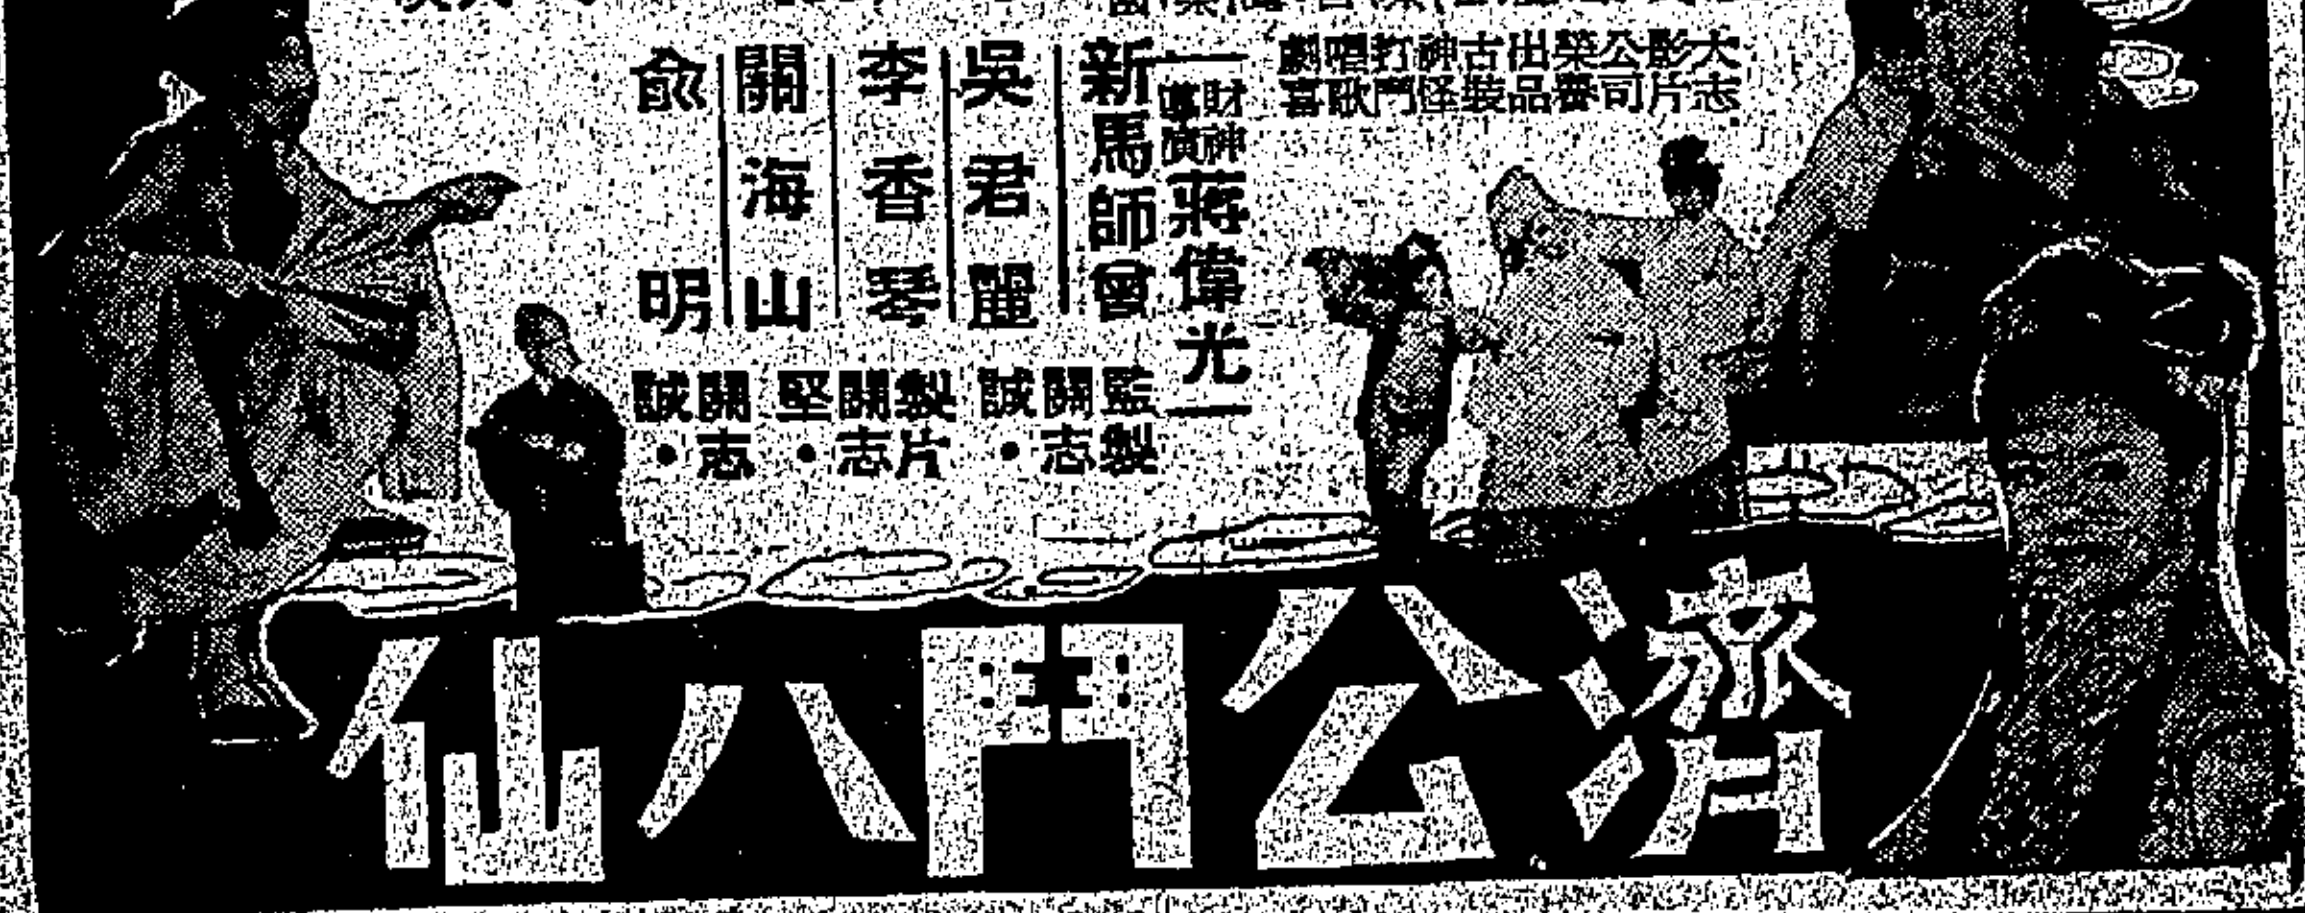 大志
影片
公司
榮譽
出品
古裝
神怪
打鬥
唱歌
喜劇
財神
蔣偉光
新馬師曾
吳君麗
李香琴
關海山
俞明
監製
關志誠
製片
關志堅
關志誠
濟公鬥八仙